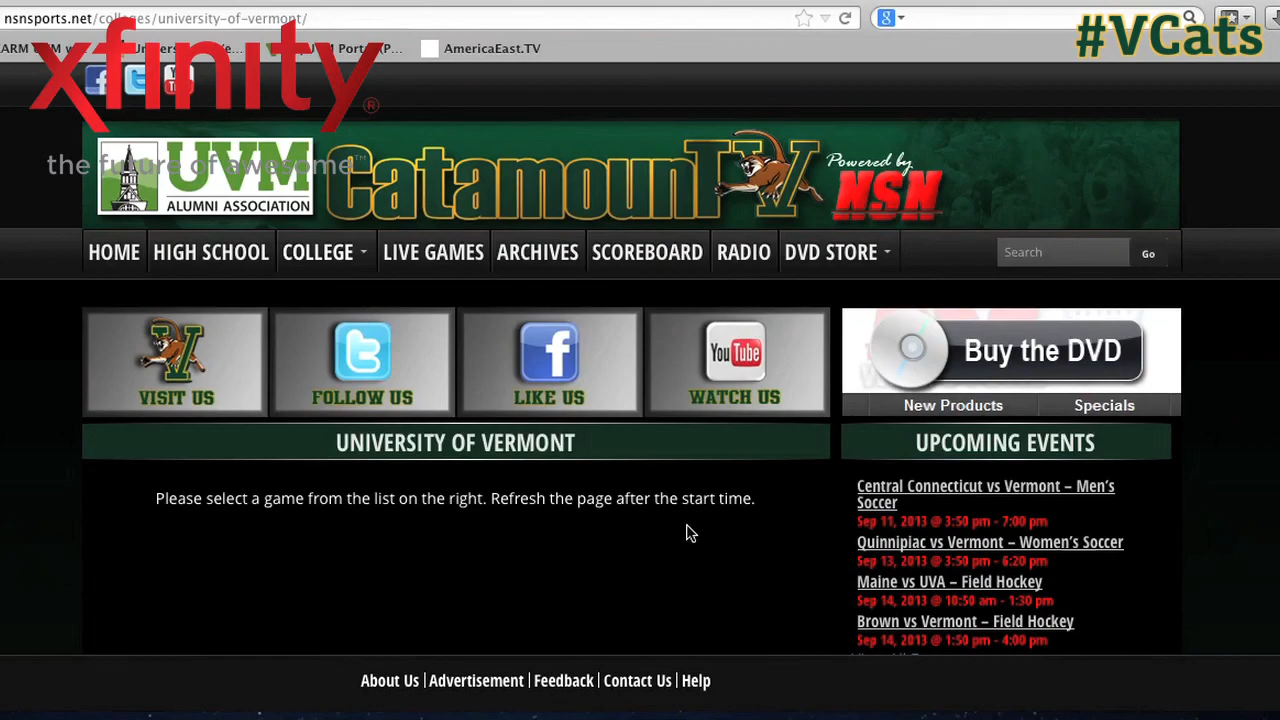 nsnsports.net/colleges/university-of-vermont/
#VCats
AmericaEast.TV
xfinity®
the future of awesome
UVM
ALUMNI ASSOCIATION
Catamount TV
Powered by
NSN
HOME HIGH SCHOOL COLLEGE LIVE GAMES ARCHIVES SCOREBOARD RADIO DVD STORE
Search Go
VISIT US
FOLLOW US
LIKE US
You Tube
WATCH US
Buy the DVD
New Products Specials
UNIVERSITY OF VERMONT
Please select a game from the list on the right. Refresh the page after the start time.
UPCOMING EVENTS
Central Connecticut vs Vermont – Men's
Soccer
Sep 11, 2013 @ 3:50 pm - 7:00 pm
Quinnipiac vs Vermont – Women's Soccer
Sep 13, 2013 @ 3:50 pm - 6:20 pm
Maine vs UVA – Field Hockey
Sep 14, 2013 @ 10:50 am - 1:30 pm
Brown vs Vermont – Field Hockey
Sep 14, 2013 @ 1:50 pm - 4:00 pm
About Us | Advertisement | Feedback | Contact Us | Help